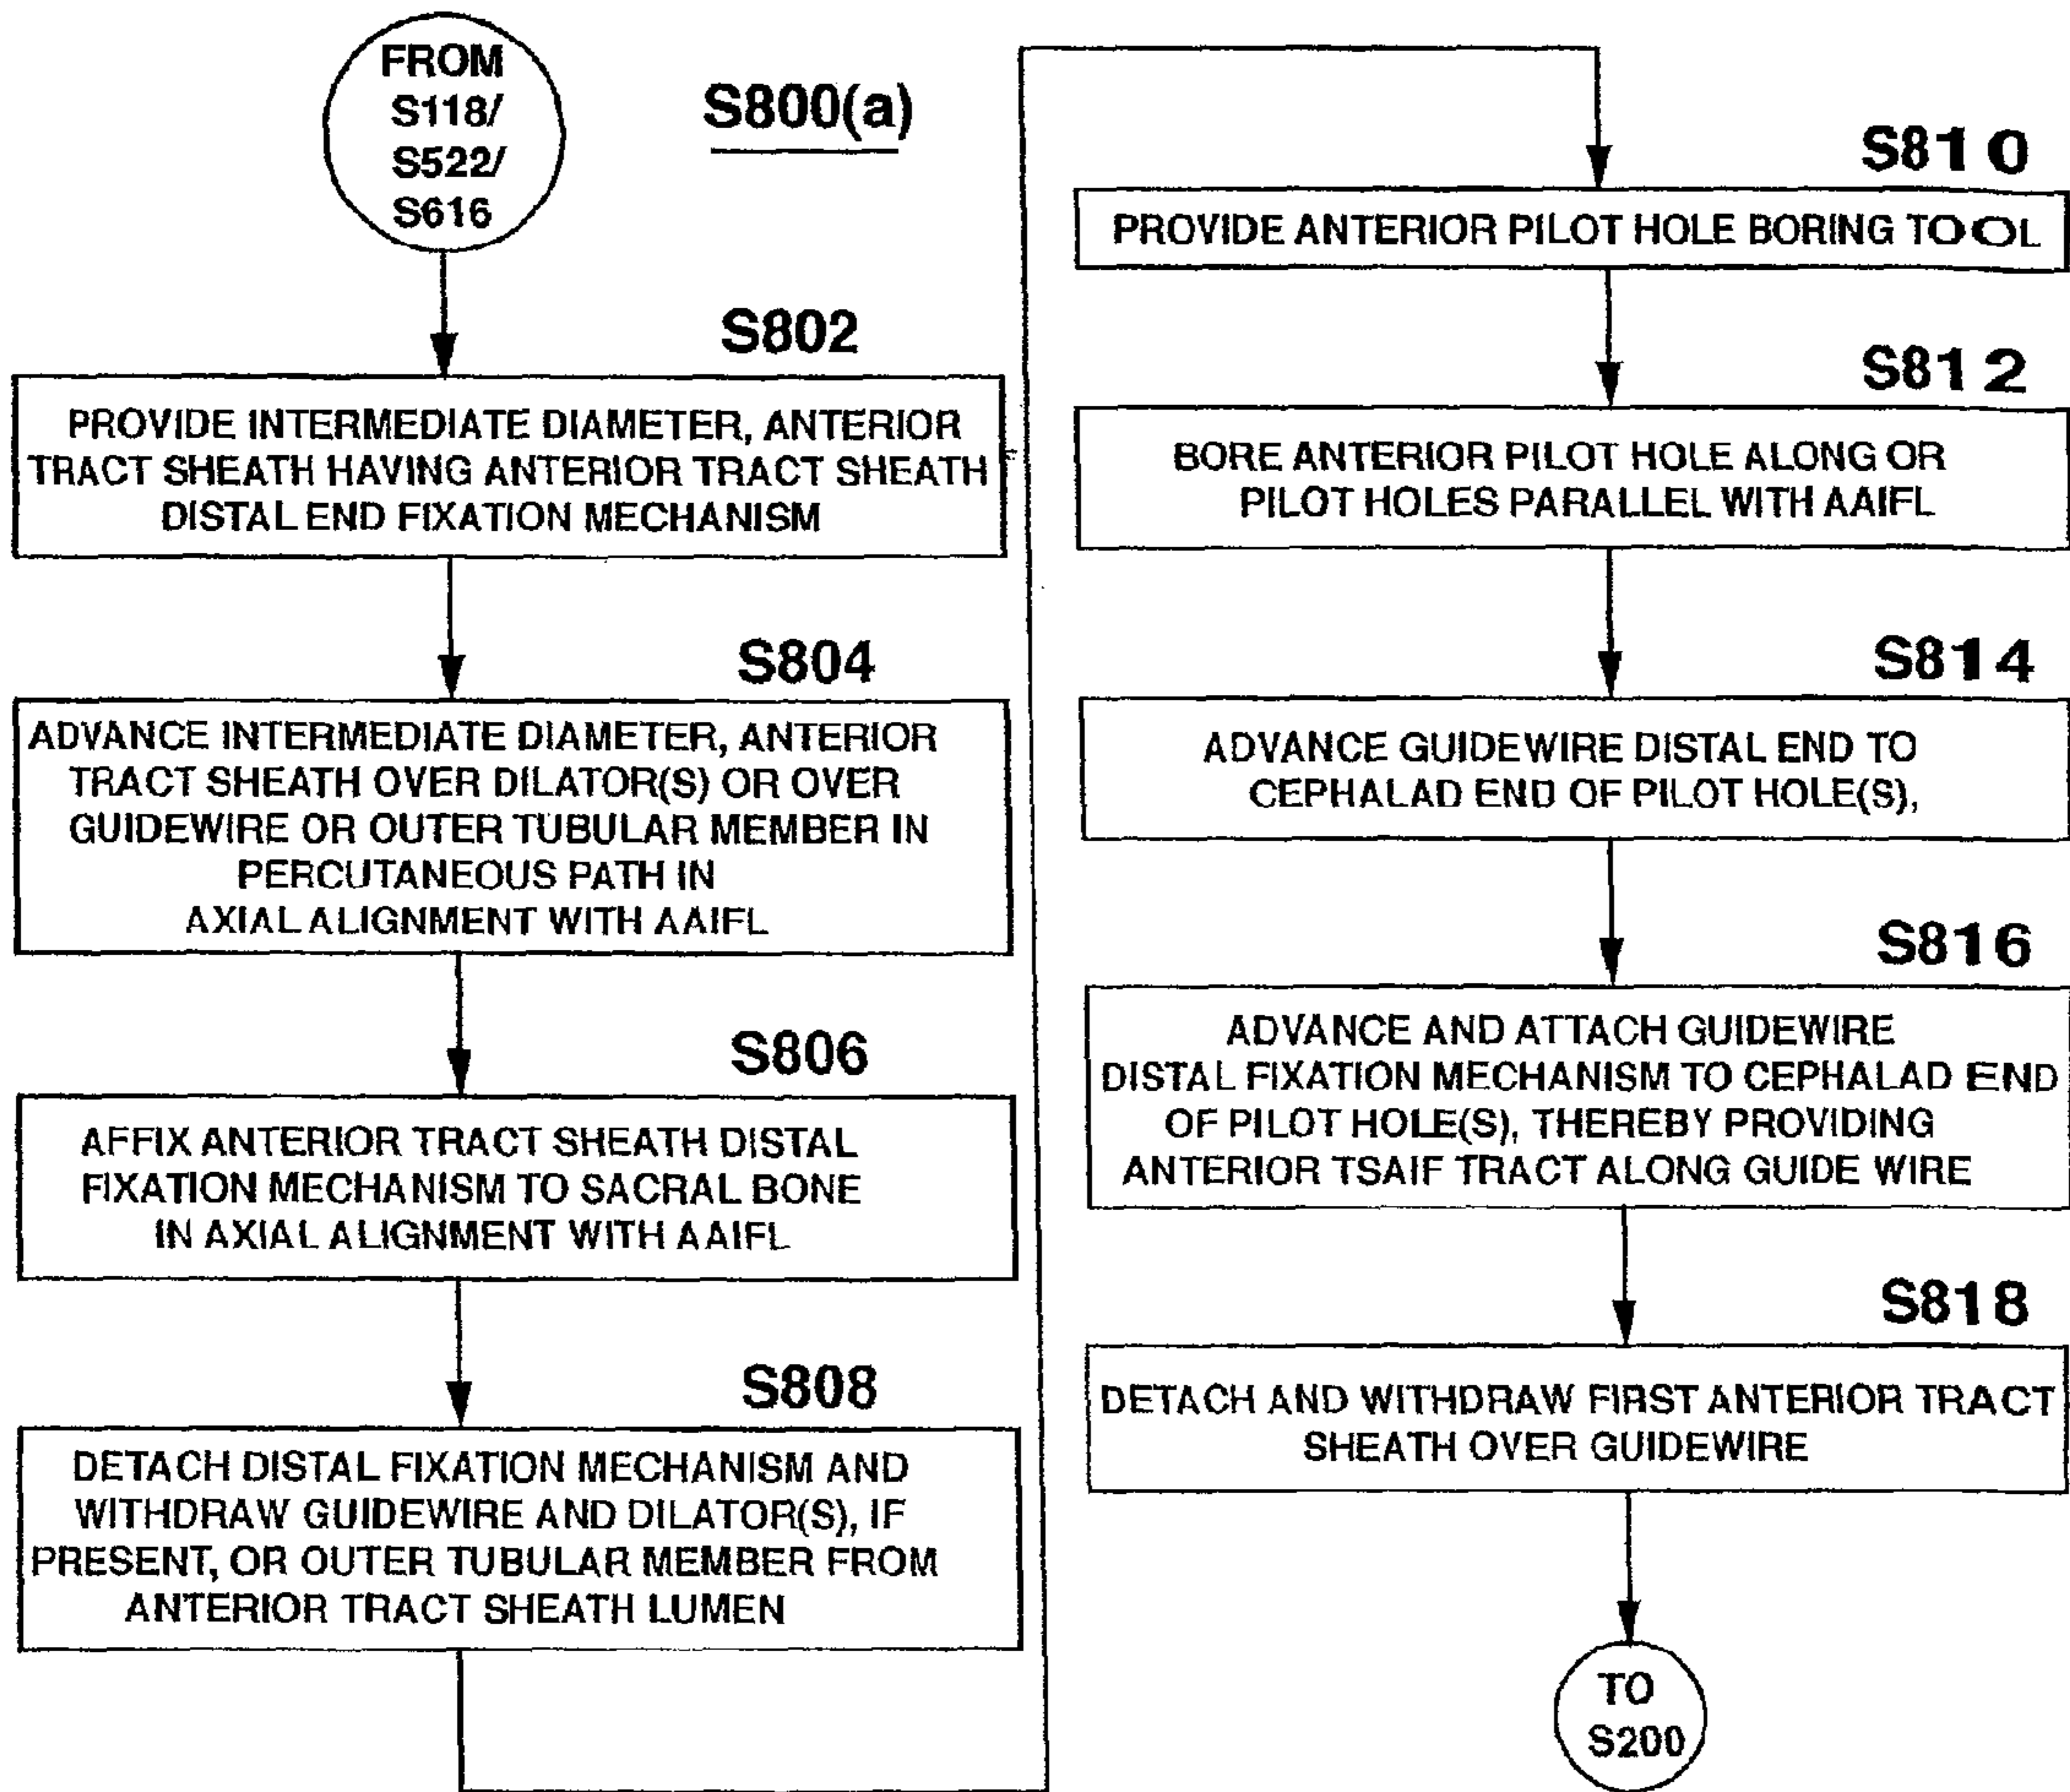 FROM
S118/
S522/
S616
S800(a)
S802
PROVIDE INTERMEDIATE DIAMETER, ANTERIOR
TRACT SHEATH HAVING ANTERIOR TRACT SHEATH
DISTAL END FIXATION MECHANISM
S804
ADVANCE INTERMEDIATE DIAMETER, ANTERIOR
TRACT SHEATH OVER DILATOR(S) OR OVER
GUIDEWIRE OR OUTER TUBULAR MEMBER IN
PERCUTANEOUS PATH IN
AXIAL ALIGNMENT WITH AAIFL
S806
AFFIX ANTERIOR TRACT SHEATH DISTAL
FIXATION MECHANISM TO SACRAL BONE
IN AXIAL ALIGNMENT WITH AAIFL
S808
DETACH DISTAL FIXATION MECHANISM AND
WITHDRAW GUIDEWIRE AND DILATOR(S), IF
PRESENT, OR OUTER TUBULAR MEMBER FROM
ANTERIOR TRACT SHEATH LUMEN
S810
PROVIDE ANTERIOR PILOT HOLE BORING TOOL
S812
BORE ANTERIOR PILOT HOLE ALONG OR
PILOT HOLES PARALLEL WITH AAIFL
S814
ADVANCE GUIDEWIRE DISTAL END TO
CEPHALAD END OF PILOT HOLE(S),
S816
ADVANCE AND ATTACH GUIDEWIRE
DISTAL FIXATION MECHANISM TO CEPHALAD END
OF PILOT HOLE(S), THEREBY PROVIDING
ANTERIOR TSAIF TRACT ALONG GUIDE WIRE
S818
DETACH AND WITHDRAW FIRST ANTERIOR TRACT
SHEATH OVER GUIDEWIRE
TO
S200